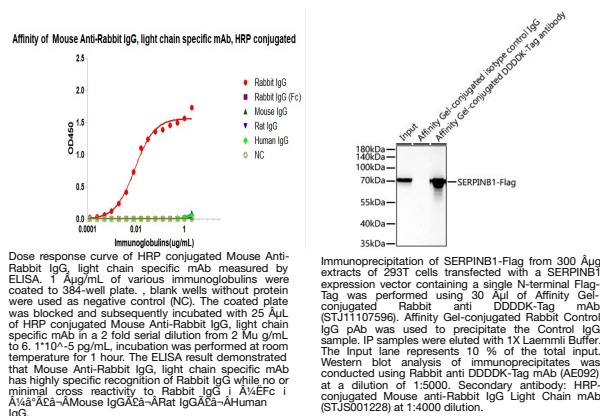 Affinity of Mouse Anti-Rabbit IgG, light chain specific mAb, HRP conjugated
2.5
2.0
1.5
1.0
0.5
0.0
OD450
0.0001
0.01
1
Immunoglobulins(ug/mL)
Rabbit IgG
Rabbit IgG (Fc)
Mouse IgG
Rat IgG
Human IgG
NC
Dose response curve of HRP conjugated Mouse Anti-
Rabbit IgG, light chain specific mAb measured by
ELISA. 1 Âµg/mL of various immunoglobulins were
coated to 384-well plate. , blank wells without protein
were used as negative control (NC). The coated plate
was blocked and subsequently incubated with 25 ÂµL
of HRP conjugated Mouse Anti-Rabbit IgG, light chain
specific mAb in a 2 fold serial dilution from 2 Mu g/mL
to 6. 1*10^-5 pg/mL, incubation was performed at room
temperature for 1 hour. The ELISA result demonstrated
that Mouse Anti-Rabbit IgG, light chain specific mAb
has highly specific recognition of Rabbit IgG while no or
minimal cross reactivity to Rabbit IgG ï Â¼ËFc ï
Â¼â°Ãƒâ¬ÂMouse IgGÃƒâ¬ÂRat IgGÃƒâ¬ÂHuman
IgG.
Input
Affinity Gel-conjugated isotype control IgG
Affinity Gel-conjugated DDDDK-Tag antibody
180kDa
140kDa
100kDa
70kDa
55kDa
40kDa
35kDa
SERPINB1-Flag
Immunoprecipitation of SERPINB1-Flag from 300 Âµg
extracts of 293T cells transfected with a SERPINB1
expression vector containing a single N-terminal Flag-
Tag was performed using 30 Âµl of Affinity Gel-
conjugated Rabbit anti DDDDK-Tag mAb
(STJ11107596). Affinity Gel-conjugated Rabbit Control
IgG pAb was used to precipitate the Control IgG
sample. IP samples were eluted with 1X Laemmli Buffer.
The Input lane represents 10 % of the total input.
Western blot analysis of immunoprecipitates was
conducted using Rabbit anti DDDDK-Tag mAb (AE092)
at a dilution of 1:5000. Secondary antibody: HRP-
conjugated Mouse anti-Rabbit IgG Light Chain mAb
(STJS001228) at 1:4000 dilution.